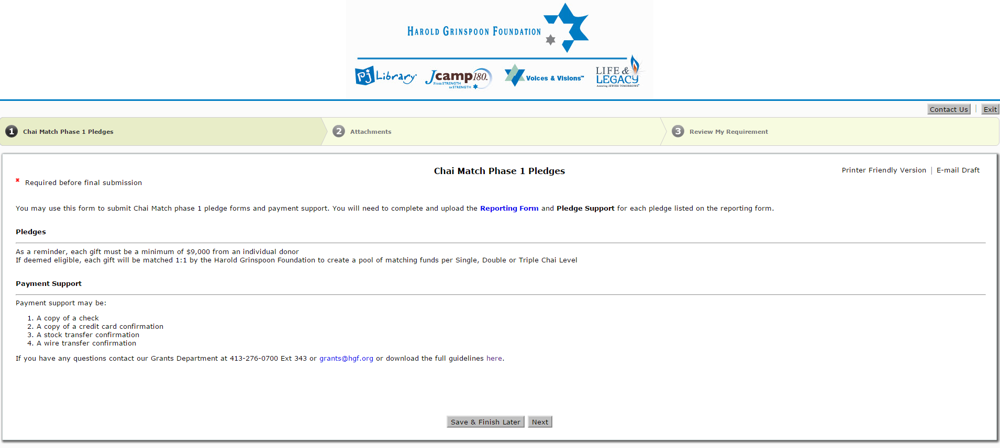 HAROLD GRINSPOON FOUNDATION
PJ Library
Jcamp180.
From STRENGTH
to STRENGTH
Voices & Visions™
LIFE &
LEGACY
Assuring JEWISH TOMORROWS
Contact Us | Exit
1 Chai Match Phase 1 Pledges
2 Attachments
3 Review My Requirement
Chai Match Phase 1 Pledges
Printer Friendly Version | E-mail Draft
* Required before final submission
You may use this form to submit Chai Match phase 1 pledge forms and payment support. You will need to complete and upload the Reporting Form and Pledge Support for each pledge listed on the reporting form.
Pledges
As a reminder, each gift must be a minimum of $9,000 from an individual donor
If deemed eligible, each gift will be matched 1:1 by the Harold Grinspoon Foundation to create a pool of matching funds per Single, Double or Triple Chai Level
Payment Support
Payment support may be:
1. A copy of a check
2. A copy of a credit card confirmation
3. A stock transfer confirmation
4. A wire transfer confirmation
If you have any questions contact our Grants Department at 413-276-0700 Ext 343 or grants@hgf.org or download the full guidelines here.
Save & Finish Later
Next